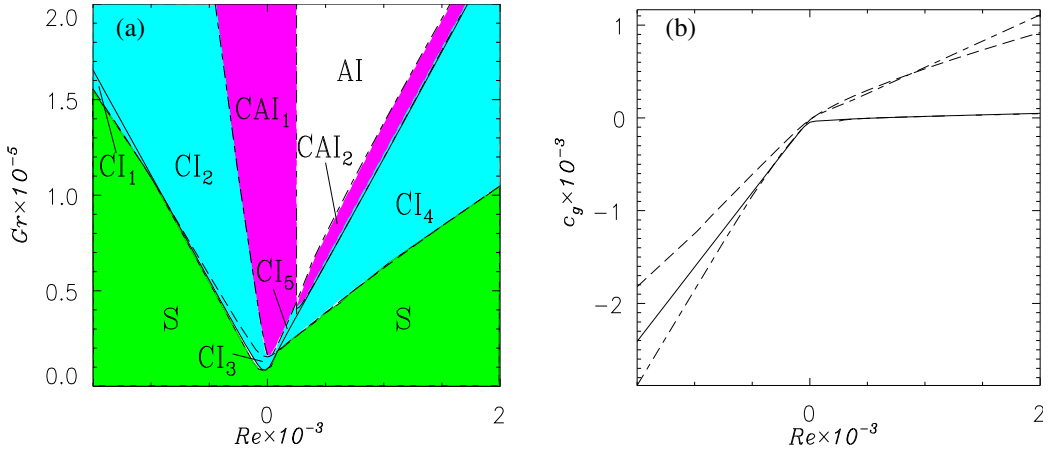 (a)
2.0
1.5
1.0
0.5
0.0
Gr×10⁻⁵
AI
CAI₁
CAI₂
CI₁
CI₂
CI₄
CI₅
S
S
CI₃
0
2
Re×10⁻³
(b)
1
0
−1
−2
c_g×10⁻³
0
2
Re×10⁻³